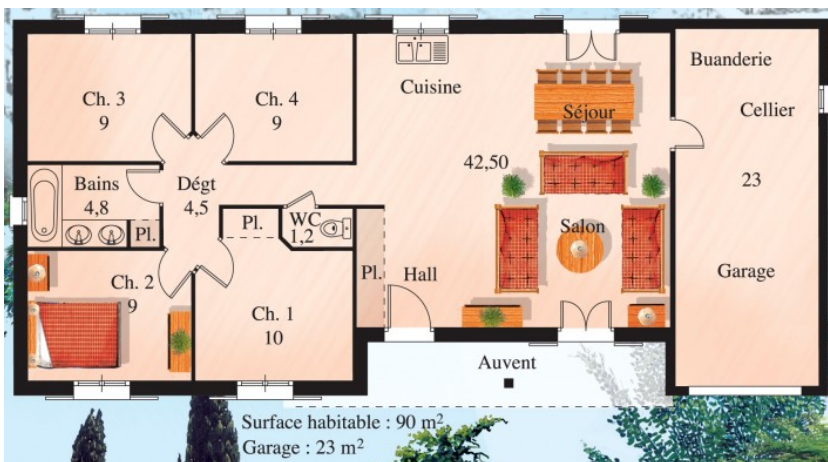 Ch. 3
9
Ch. 4
9
Cuisine
Séjour
Buanderie
Cellier
23
Garage
Bains
4,8
Pl.
Dégt
4,5
Pl.
WC
1,2
42,50
Salon
Pl.
Hall
Ch. 2
9
Ch. 1
10
Auvent
Surface habitable : 90 m²
Garage : 23 m²